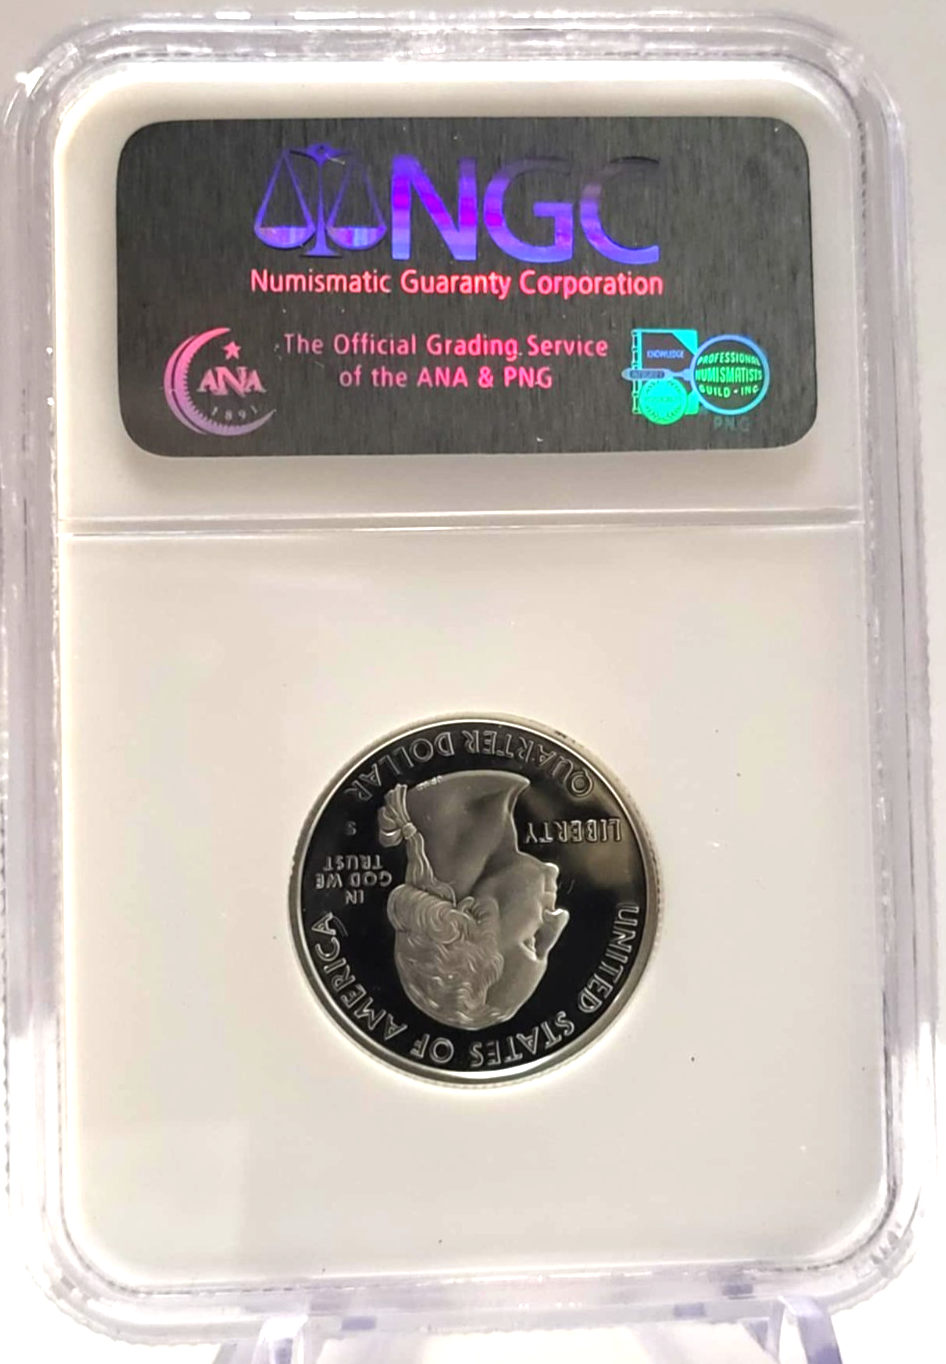 NGC
Numismatic Guaranty Corporation
The Official Grading Service
of the ANA & PNG
ANA
1891
KNOWLEDGE
PROFESSIONAL
NUMISMATISTS
GUILD • INC
P.N.G
UNITED STATES OF AMERICA
LIBERTY
IN
GOD WE
TRUST
S
QUARTER DOLLAR